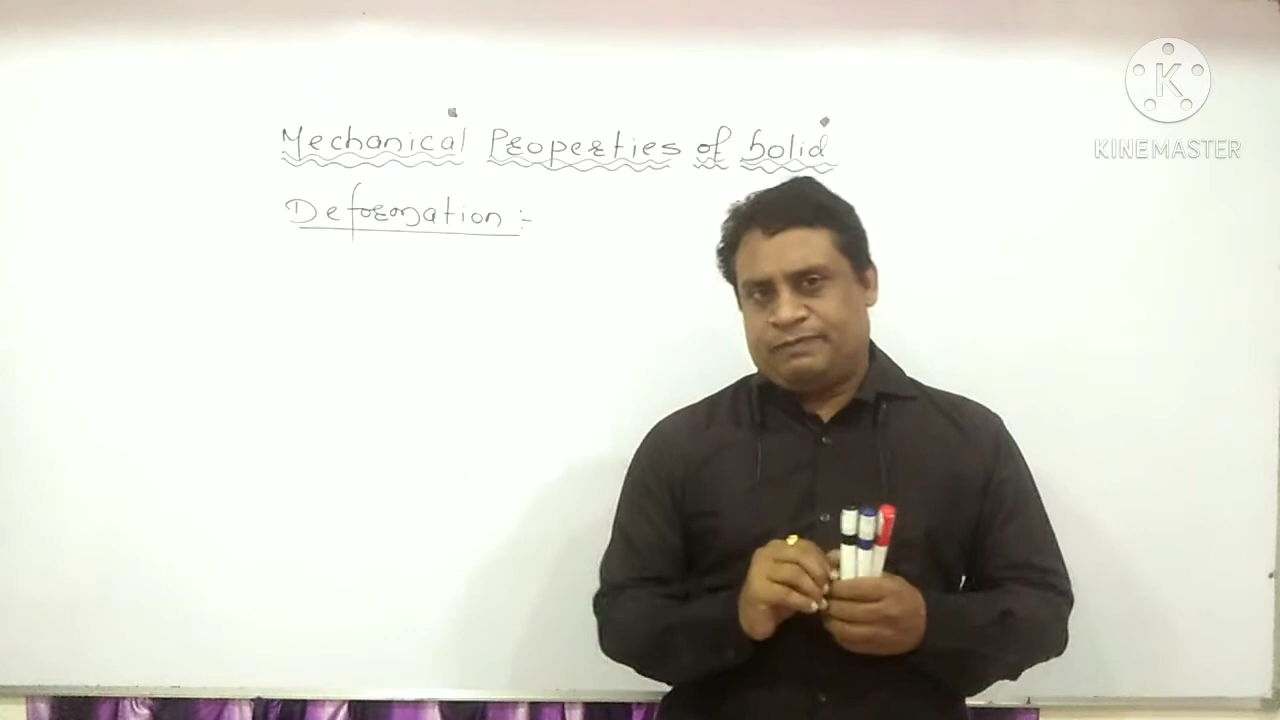 Mechanical Properties of Solid
Deformation :-
K
KINEMASTER